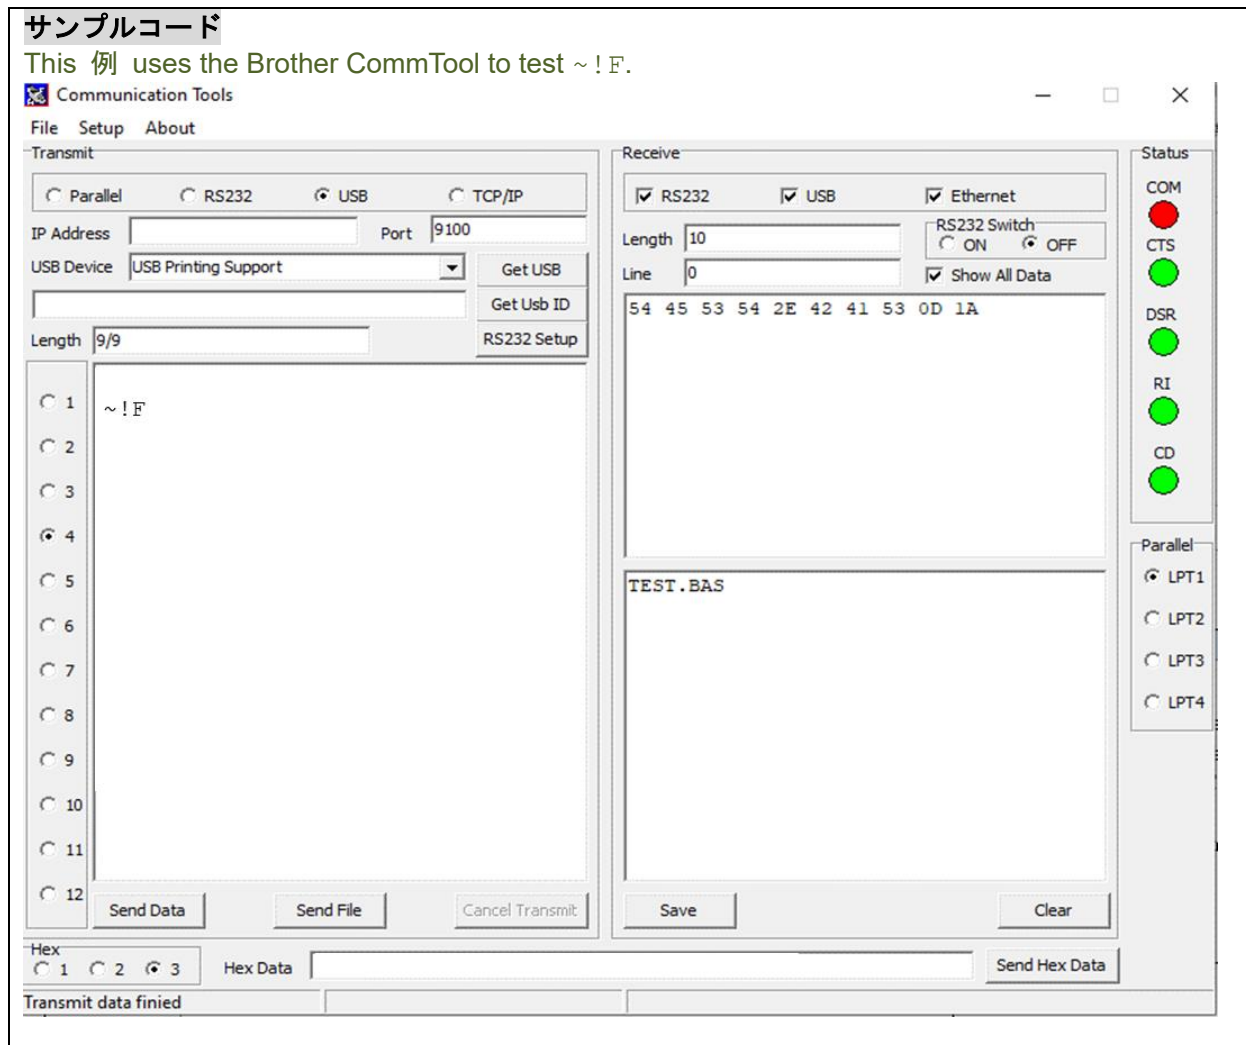 サンプルコード
This 例 uses the Brother CommTool to test ~!F.
Communication Tools
File Setup About
Transmit
Parallel RS232 USB TCP/IP
IP Address Port 9100
USB Device USB Printing Support Get USB
Get Usb ID
Length 9/9 RS232 Setup
1
~!F
2
3
4
5
6
7
8
9
10
11
12
Send Data Send File Cancel Transmit
Receive
RS232 USB Ethernet
Length 10
RS232 Switch
ON OFF
Line 0 Show All Data
54 45 53 54 2E 42 41 53 0D 1A
TEST.BAS
Save Clear
Status
COM
CTS
DSR
RI
CD
Parallel
LPT1
LPT2
LPT3
LPT4
Hex
1 2 3 Hex Data Send Hex Data
Transmit data finied